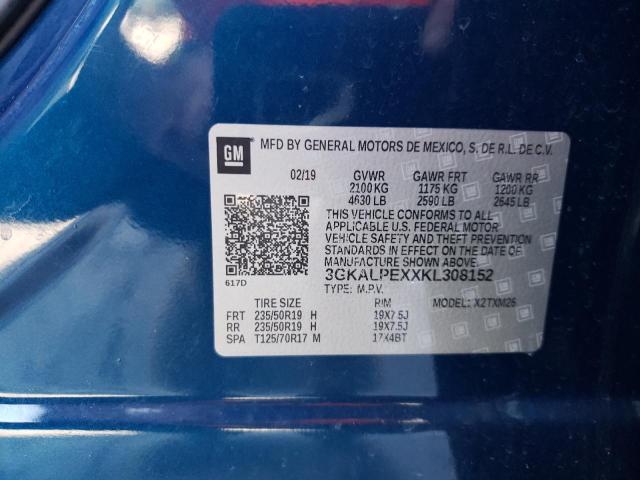 GM MFD BY GENERAL MOTORS DE MEXICO, S. DE R.L. DE C.V.
02/19 GVWR GAWR FRT GAWR RR
2100 KG 1175 KG 1200 KG
4630 LB 2590 LB 2645 LB
THIS VEHICLE CONFORMS TO ALL
APPLICABLE U.S. FEDERAL MOTOR
VEHICLE SAFETY AND THEFT PREVENTION
STANDARDS IN EFFECT ON THE DATE OF
MANUFACTURE SHOWN ABOVE.
3GKALPEXXKL308152
617D TYPE: M.P.V. MODEL: X2TXM26
TIRE SIZE RIM
FRT 235/50R19 H 19X7.5J
RR 235/50R19 H 19X7.5J
SPA T125/70R17 M 17X4BT